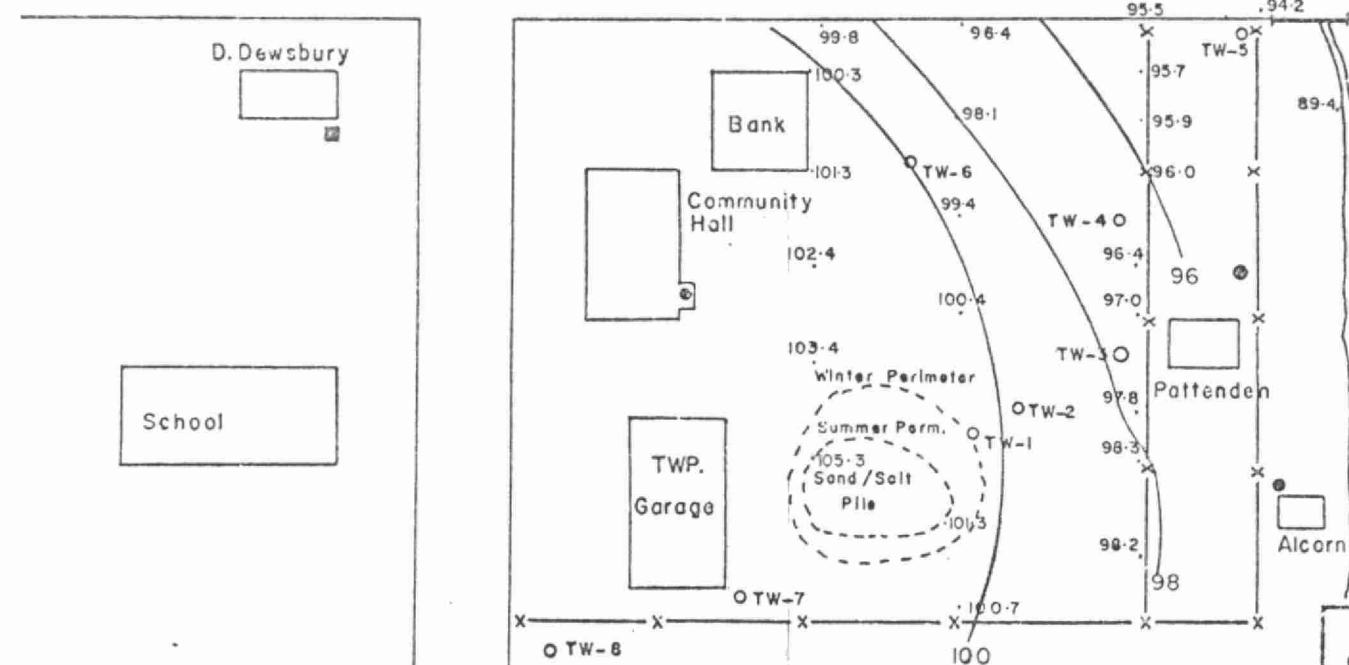 95·5
94·2
D. Dewsbury
99·8
96·4
TW-5
100·3
95·7
89·4
Bank
98·1
95·9
101·3
TW-6
96·0
Community
Hall
99·4
TW-4
102·4
96·4
96
100·4
97·0
103·4
TW-3
Winter Perimeter
Pattenden
97·8
TW-2
School
Summer Perm.
TW-1
98·3
TWP.
Garage
105·3
Sand/Salt
Pile
101·3
98·2
Alcorn
98
TW-7
100·7
TW-8
100